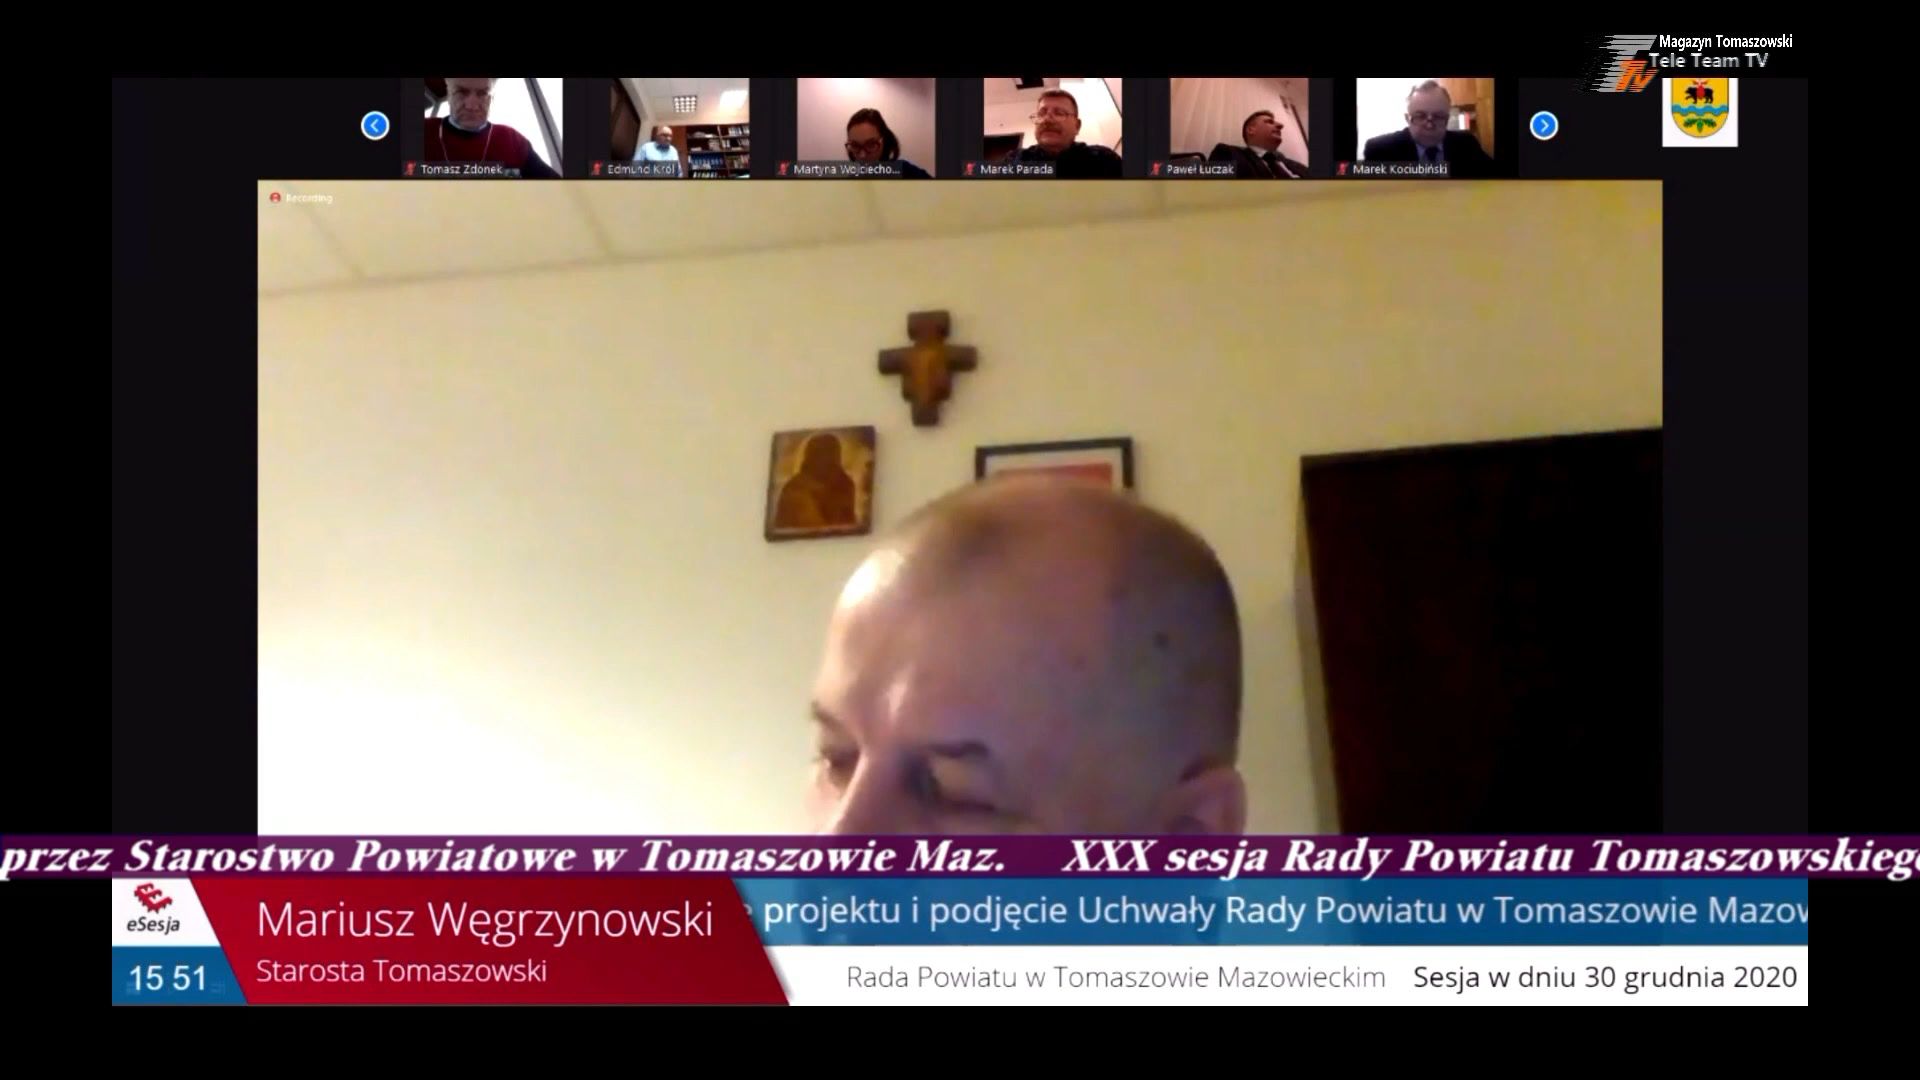 Magazyn Tomaszowski
Tele Team TV
Tomasz Zdonek
Edmund Król
Martyna Wojciecho...
Marek Parada
Paweł Łuczak
Marek Kociubiński
Recording
przez Starostwo Powiatowe w Tomaszowie Maz. XXX sesja Rady Powiatu Tomaszowskiego
eSesja
Mariusz Węgrzynowski
projektu i podjęcie Uchwały Rady Powiatu w Tomaszowie Mazow
15 51
Starosta Tomaszowski
Rada Powiatu w Tomaszowie Mazowieckim
Sesja w dniu 30 grudnia 2020